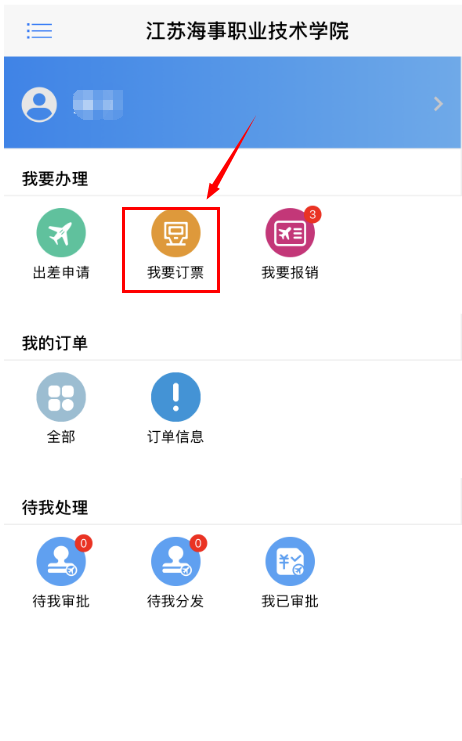 江苏海事职业技术学院
我要办理
3
出差申请 我要订票 我要报销
我的订单
全部 订单信息
待我处理
0 0
待我审批 待我分发 我已审批